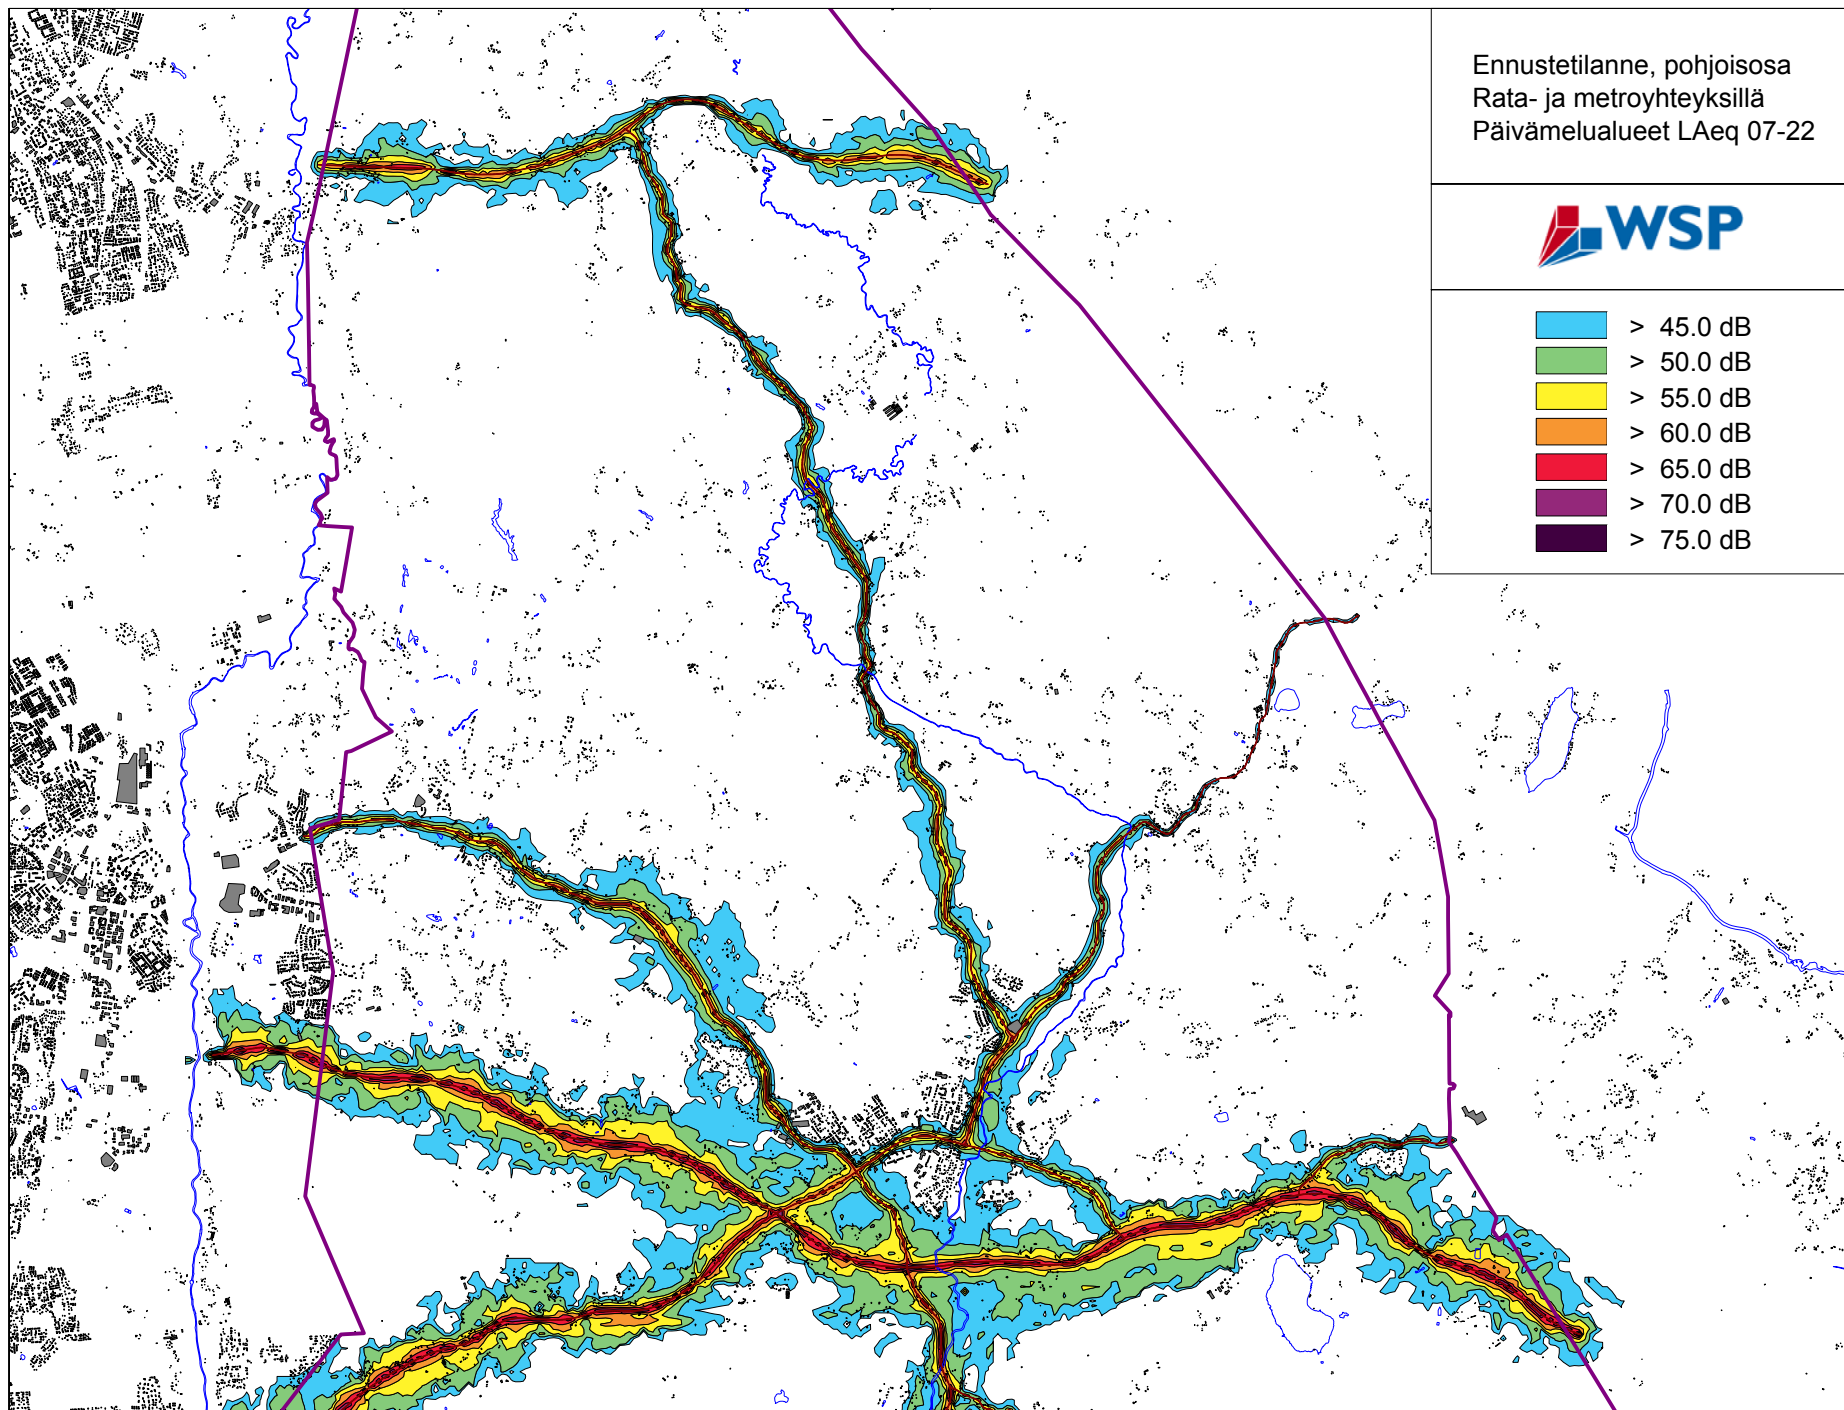 Ennustetilanne, pohjoisosa
Rata- ja metroyhteyksillä
Päivämelualueet LAeq 07-22
WSP
> 45.0 dB
> 50.0 dB
> 55.0 dB
> 60.0 dB
> 65.0 dB
> 70.0 dB
> 75.0 dB